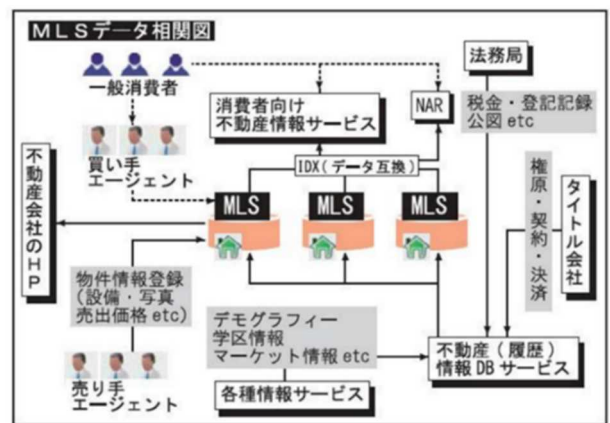 MLSデータ相関図
一般消費者
買い手
エージェント
不動産会社のHP
消費者向け
不動産情報サービス
NAR
法務局
税金・登記記録
公図 etc
IDX(データ互換)
MLS
MLS
MLS
権原・契約・決済
タイトル会社
物件情報登録
(設備・写真
売出価格 etc)
デモグラフィー
学区情報
マーケット情報 etc
不動産(履歴)
情報DBサービス
売り手
エージェント
各種情報サービス